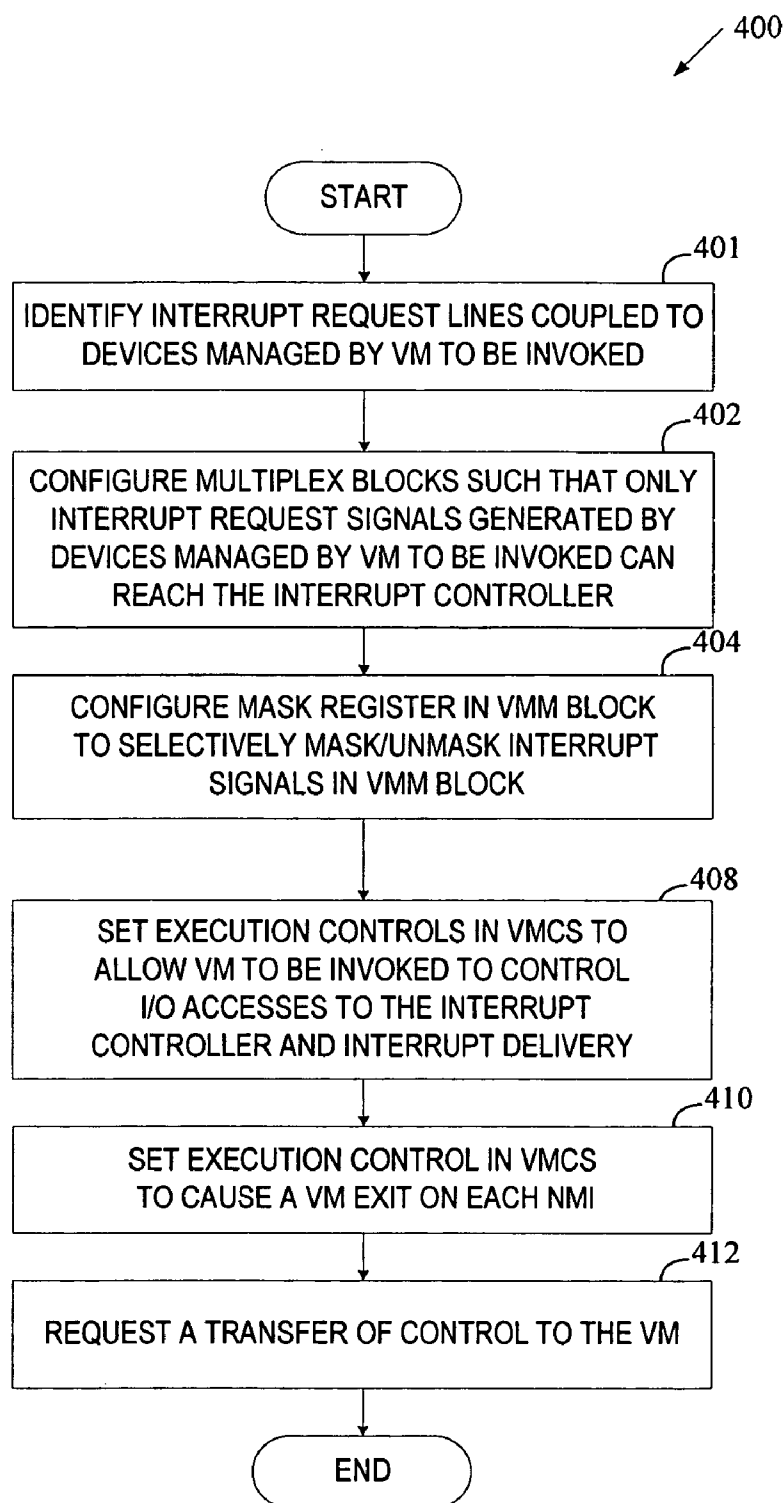 400
START
401
IDENTIFY INTERRUPT REQUEST LINES COUPLED TO
DEVICES MANAGED BY VM TO BE INVOKED
402
CONFIGURE MULTIPLEX BLOCKS SUCH THAT ONLY
INTERRUPT REQUEST SIGNALS GENERATED BY
DEVICES MANAGED BY VM TO BE INVOKED CAN
REACH THE INTERRUPT CONTROLLER
404
CONFIGURE MASK REGISTER IN VMM BLOCK
TO SELECTIVELY MASK/UNMASK INTERRUPT
SIGNALS IN VMM BLOCK
408
SET EXECUTION CONTROLS IN VMCS TO
ALLOW VM TO BE INVOKED TO CONTROL
I/O ACCESSES TO THE INTERRUPT
CONTROLLER AND INTERRUPT DELIVERY
410
SET EXECUTION CONTROL IN VMCS
TO CAUSE A VM EXIT ON EACH NMI
412
REQUEST A TRANSFER OF CONTROL TO THE VM
END